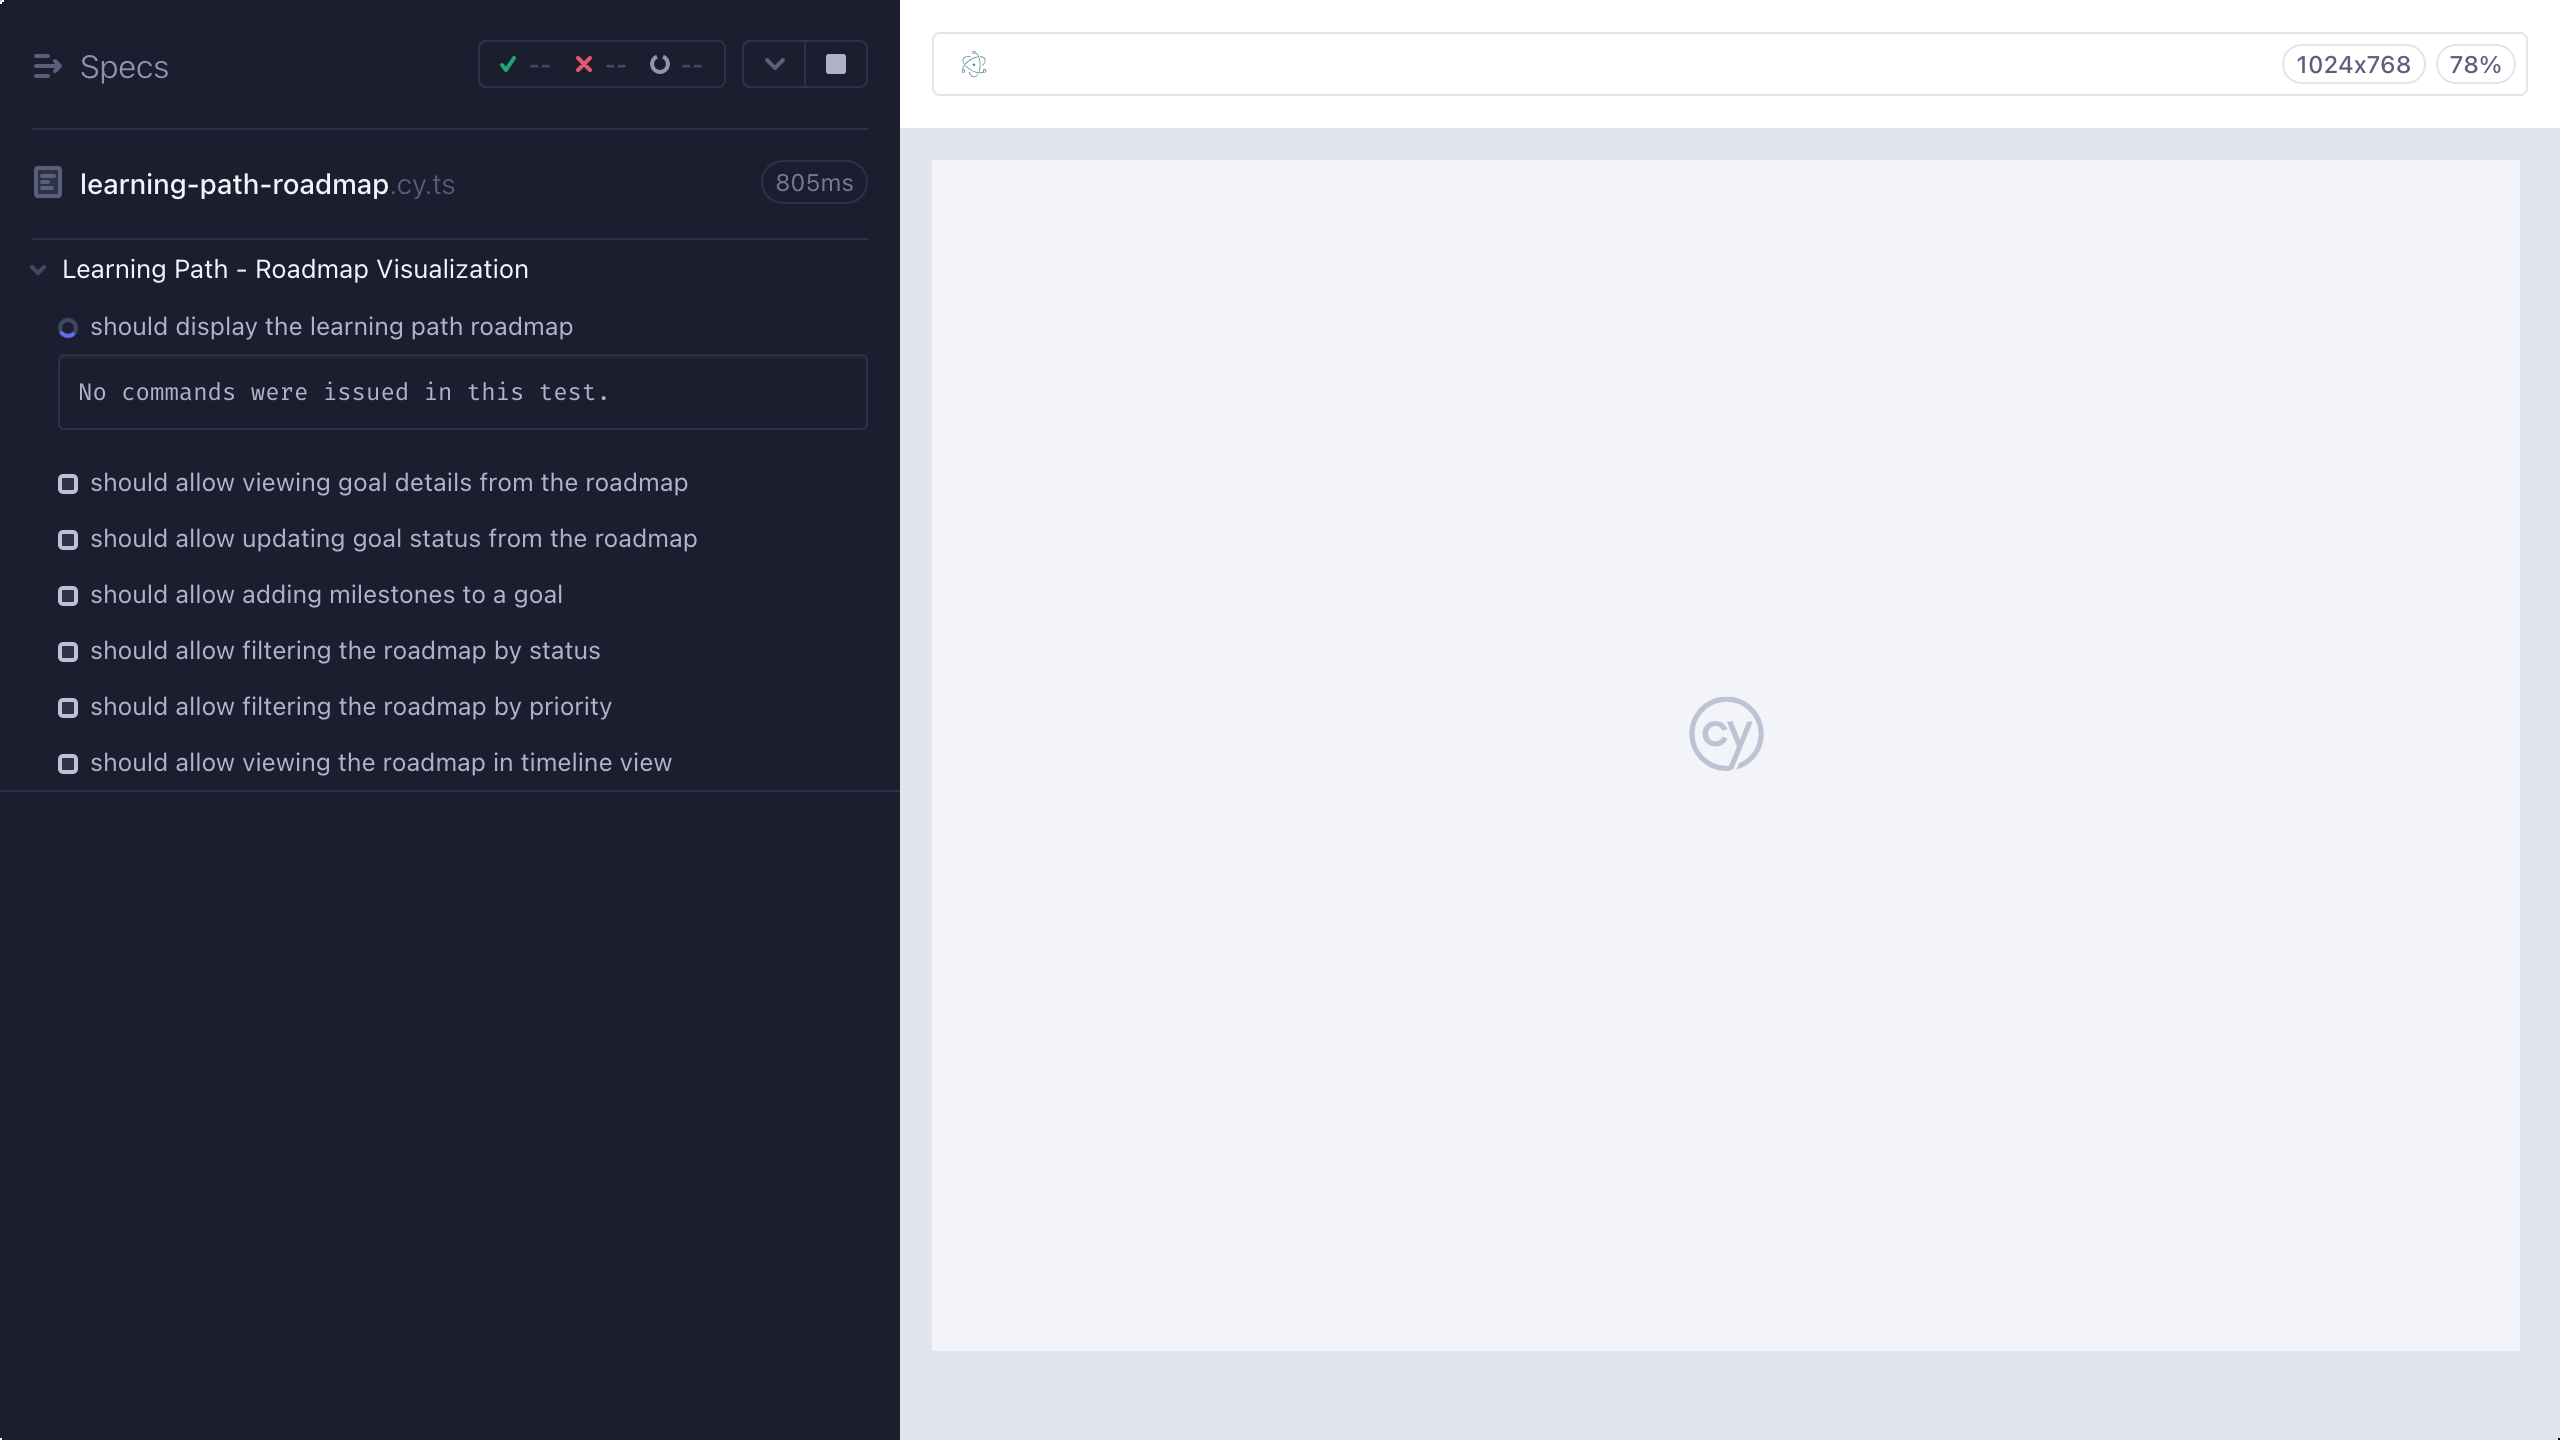 Specs
-- -- --
learning-path-roadmap.cy.ts
805ms
Learning Path - Roadmap Visualization
should display the learning path roadmap
No commands were issued in this test.
should allow viewing goal details from the roadmap
should allow updating goal status from the roadmap
should allow adding milestones to a goal
should allow filtering the roadmap by status
should allow filtering the roadmap by priority
should allow viewing the roadmap in timeline view
1024x768
78%
cy